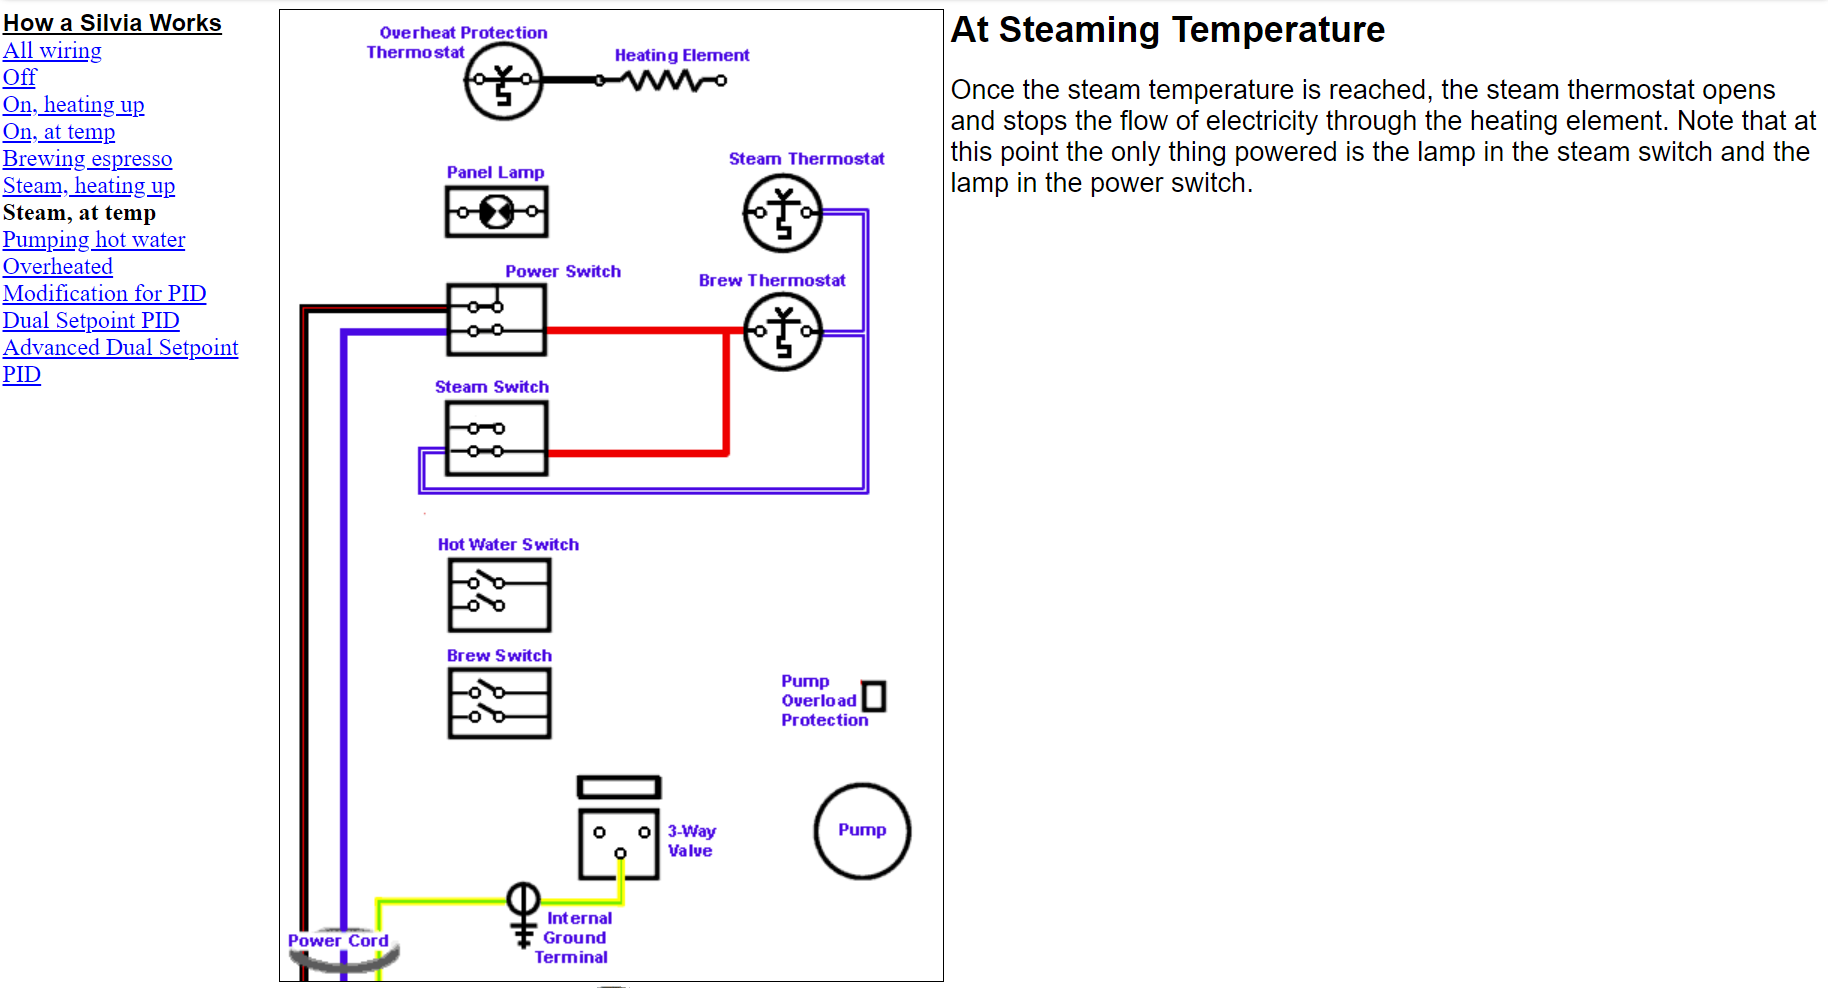 How a Silvia Works
All wiring
Off
On, heating up
On, at temp
Brewing espresso
Steam, heating up
Steam, at temp
Pumping hot water
Overheated
Modification for PID
Dual Setpoint PID
Advanced Dual Setpoint
PID
Overheat Protection
Thermostat
Heating Element
Panel Lamp
Steam Thermostat
Power Switch
Brew Thermostat
Steam Switch
Hot Water Switch
Brew Switch
Pump
Overload
Protection
3-Way
Valve
Pump
Internal
Ground
Terminal
Power Cord
At Steaming Temperature
Once the steam temperature is reached, the steam thermostat opens
and stops the flow of electricity through the heating element. Note that at
this point the only thing powered is the lamp in the steam switch and the
lamp in the power switch.